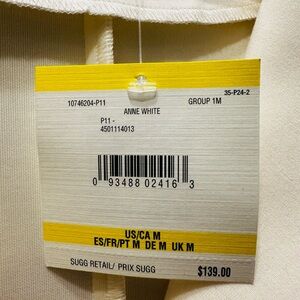 35-P24-2
10746204-P11 GROUP 1M
ANNE WHITE
P11 -
4501114013
0 93488 02416 3
US/CA M
ES/FR/PT M DE M UK M
SUGG RETAIL/ PRIX SUGG $139.00